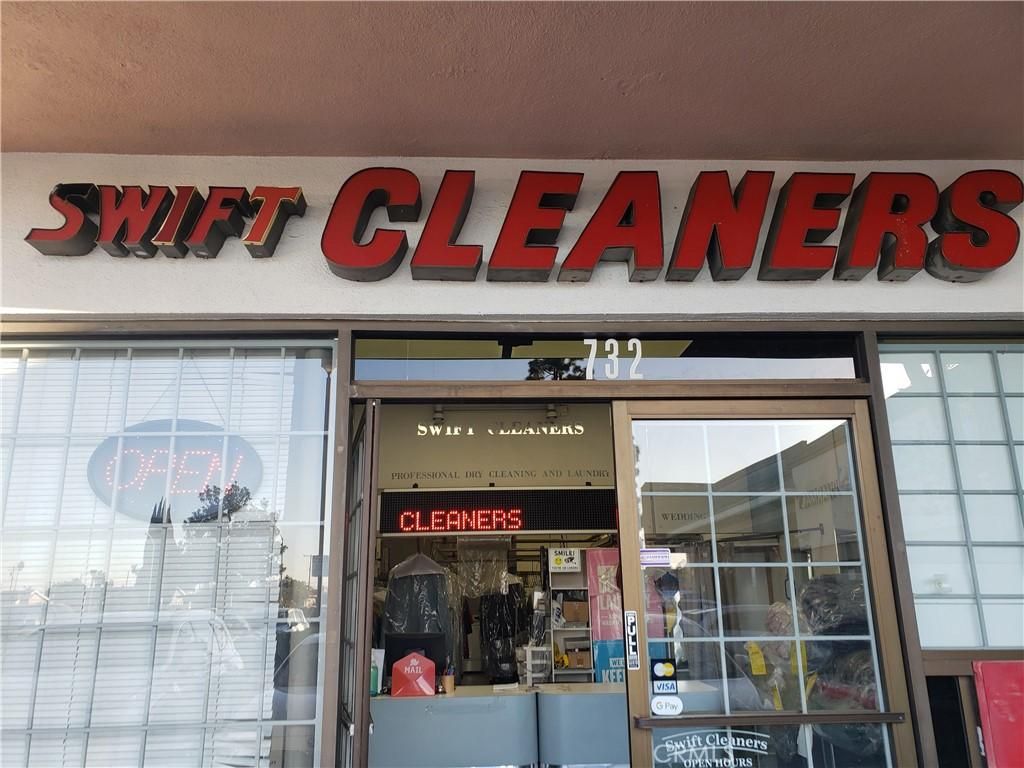 SWIFT CLEANERS
732
OPEN
SWIFT CLEANERS
PROFESSIONAL DRY CLEANING AND LAUNDRY
CLEANERS
WEDDING
SMILE!
MAIL
PULL
VISA
G Pay
Swift Cleaners
OPEN HOURS
CRMLS